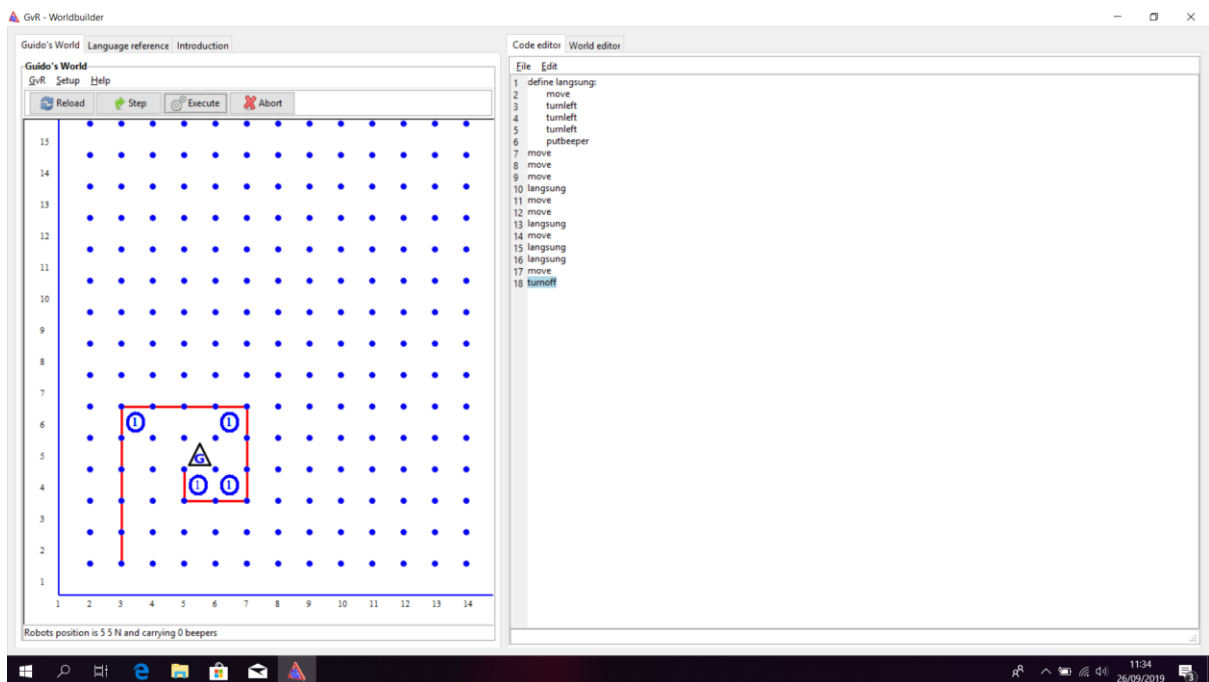 GvR - Worldbuilder
Guido's World Language reference Introduction
Guido's World
GvR Setup Help
Reload Step Execute Abort
15
14
13
12
11
10
9
8
7
6 1 1
5 G
4 1 1
3
2
1
1 2 3 4 5 6 7 8 9 10 11 12 13 14
Robots position is 5 5 N and carrying 0 beepers
Code editor World editor
File Edit
1 define langsung:
2 move
3 turnleft
4 turnleft
5 turnleft
6 putbeeper
7 move
8 move
9 move
10 langsung
11 move
12 move
13 langsung
14 move
15 langsung
16 langsung
17 move
18 turnoff
11:34
26/09/2019
3